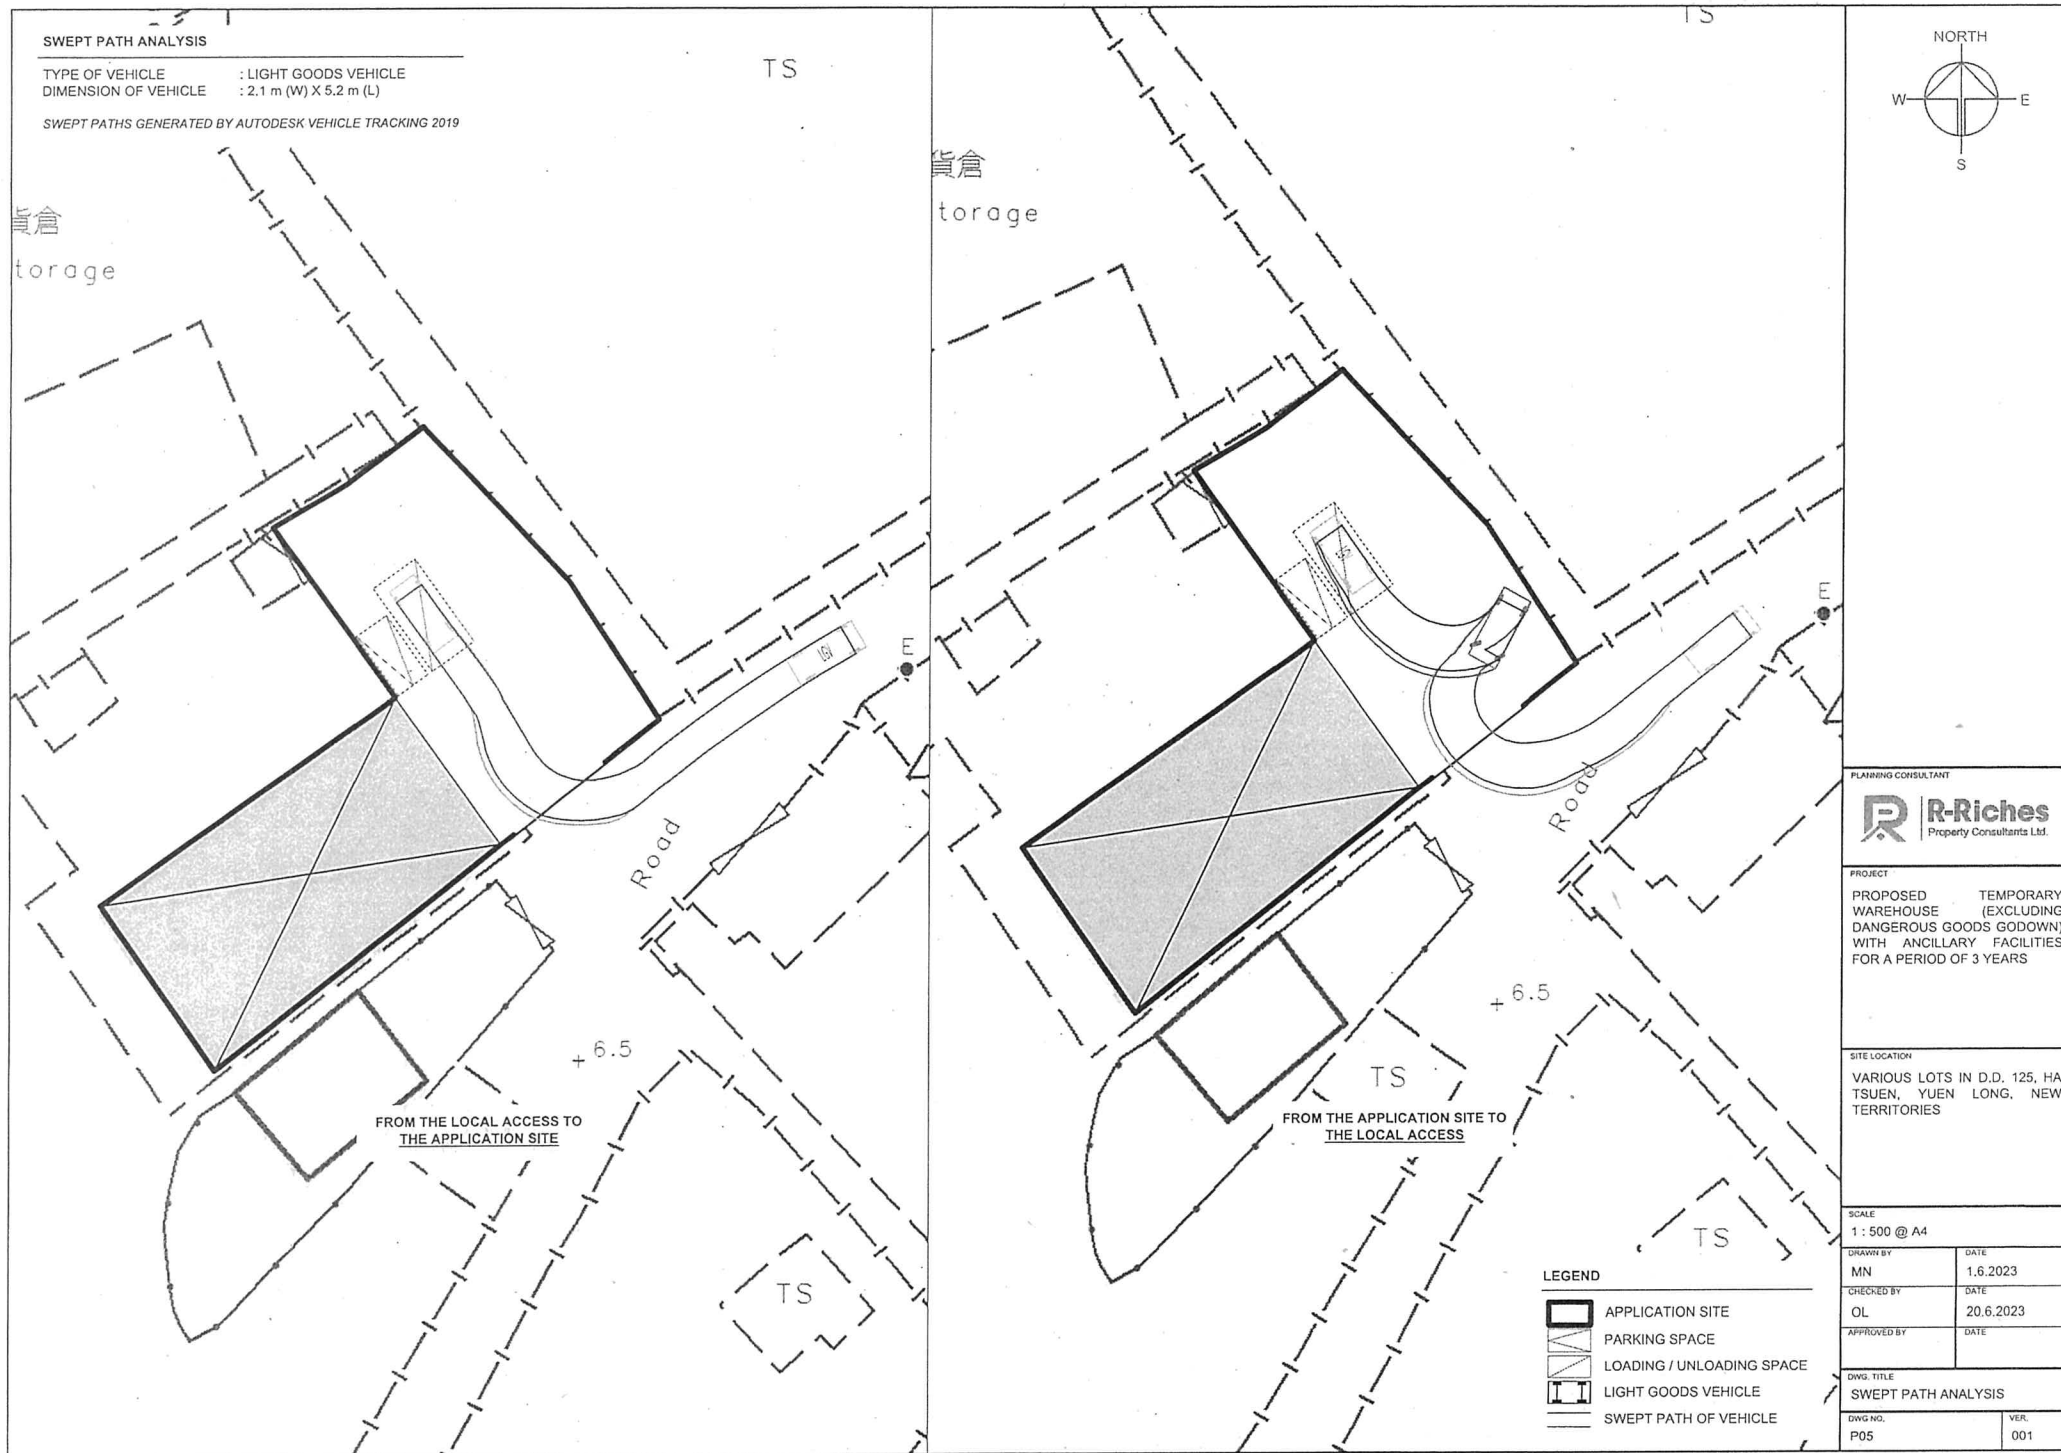 SWEPT PATH ANALYSIS
TYPE OF VEHICLE : LIGHT GOODS VEHICLE
DIMENSION OF VEHICLE : 2.1 m (W) X 5.2 m (L)
SWEPT PATHS GENERATED BY AUTODESK VEHICLE TRACKING 2019
TS
貨倉
torage
LGV
E
Road
+ 6.5
FROM THE LOCAL ACCESS TO
THE APPLICATION SITE
TS
TS
貨倉
torage
E
Road
+ 6.5
TS
FROM THE APPLICATION SITE TO
THE LOCAL ACCESS
TS
LEGEND
APPLICATION SITE
PARKING SPACE
LOADING / UNLOADING SPACE
LIGHT GOODS VEHICLE
SWEPT PATH OF VEHICLE
NORTH
W E
S
PLANNING CONSULTANT
R-Riches
Property Consultants Ltd.
PROJECT
PROPOSED TEMPORARY
WAREHOUSE (EXCLUDING
DANGEROUS GOODS GODOWN)
WITH ANCILLARY FACILITIES
FOR A PERIOD OF 3 YEARS
SITE LOCATION
VARIOUS LOTS IN D.D. 125, HA
TSUEN, YUEN LONG, NEW
TERRITORIES
SCALE
1 : 500 @ A4
DRAWN BY DATE
MN 1.6.2023
CHECKED BY DATE
OL 20.6.2023
APPROVED BY DATE
DWG. TITLE
SWEPT PATH ANALYSIS
DWG NO. VER.
P05 001